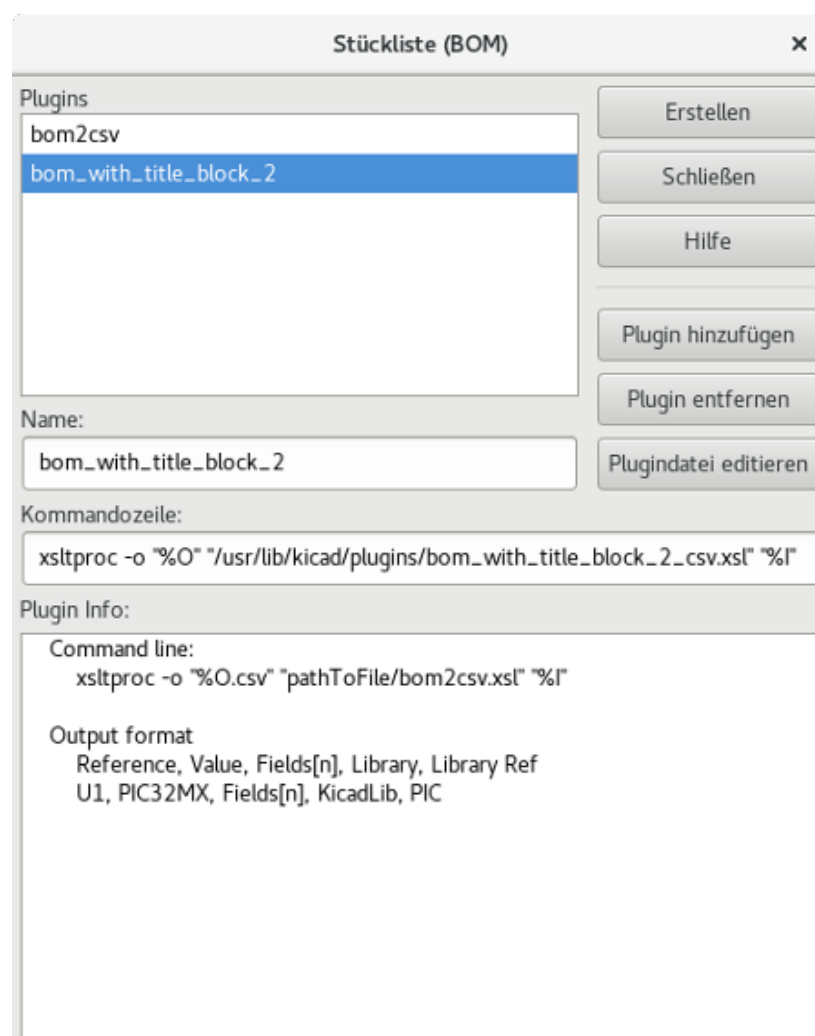 Stückliste (BOM) ×
Plugins
bom2csv
bom_with_title_block_2
Erstellen
Schließen
Hilfe
Plugin hinzufügen
Plugin entfernen
Plugindatei editieren
Name:
bom_with_title_block_2
Kommandozeile:
xsltproc -o "%O" "/usr/lib/kicad/plugins/bom_with_title_block_2_csv.xsl" "%I"
Plugin Info:
Command line:
xsltproc -o "%O.csv" "pathToFile/bom2csv.xsl" "%I"
Output format
Reference, Value, Fields[n], Library, Library Ref
U1, PIC32MX, Fields[n], KicadLib, PIC